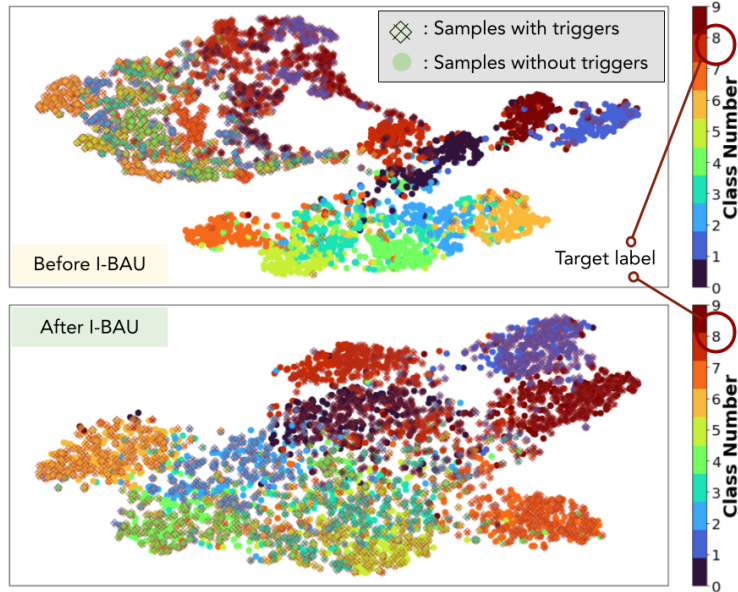 : Samples with triggers
: Samples without triggers
Before I-BAU
Target label
9
8
7
6
5
4
3
2
1
0
Class Number
After I-BAU
9
8
7
6
5
4
3
2
1
0
Class Number